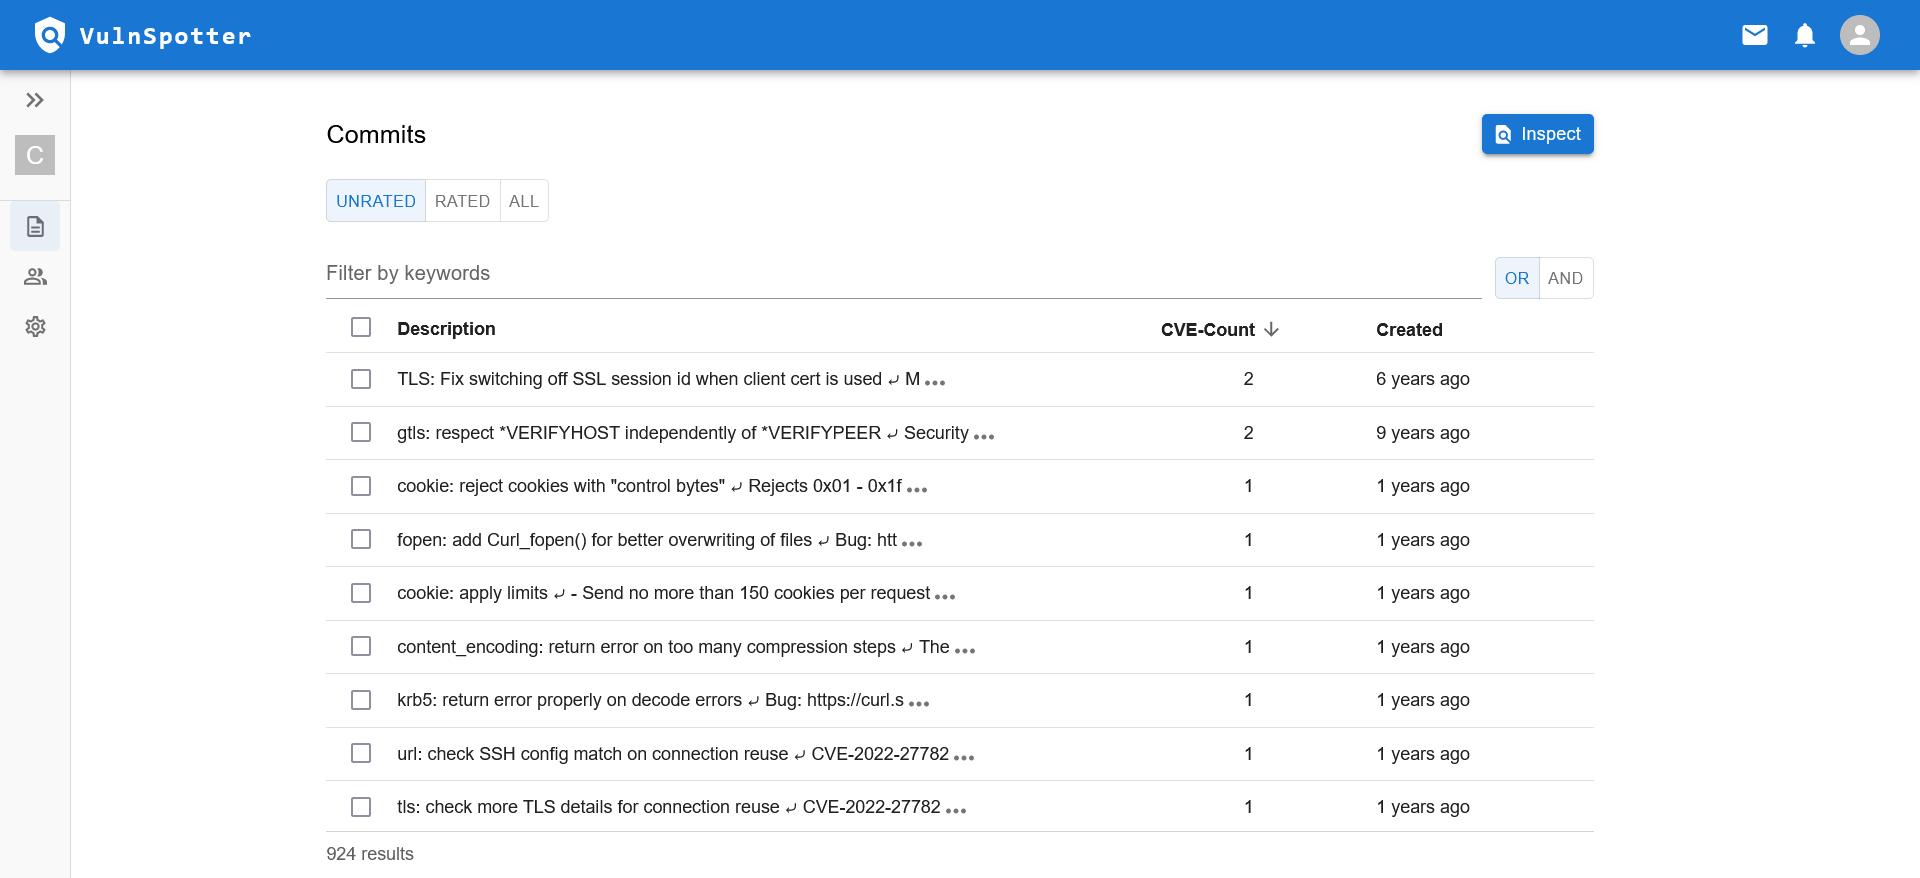 VulnSpotter
C
Commits
Inspect
UNRATED RATED ALL
Filter by keywords
OR AND
Description CVE-Count Created
TLS: Fix switching off SSL session id when client cert is used ⤶ M ••• 2 6 years ago
gtls: respect *VERIFYHOST independently of *VERIFYPEER ⤶ Security ••• 2 9 years ago
cookie: reject cookies with "control bytes" ⤶ Rejects 0x01 - 0x1f ••• 1 1 years ago
fopen: add Curl_fopen() for better overwriting of files ⤶ Bug: htt ••• 1 1 years ago
cookie: apply limits ⤶ - Send no more than 150 cookies per request ••• 1 1 years ago
content_encoding: return error on too many compression steps ⤶ The ••• 1 1 years ago
krb5: return error properly on decode errors ⤶ Bug: https://curl.s ••• 1 1 years ago
url: check SSH config match on connection reuse ⤶ CVE-2022-27782 ••• 1 1 years ago
tls: check more TLS details for connection reuse ⤶ CVE-2022-27782 ••• 1 1 years ago
924 results